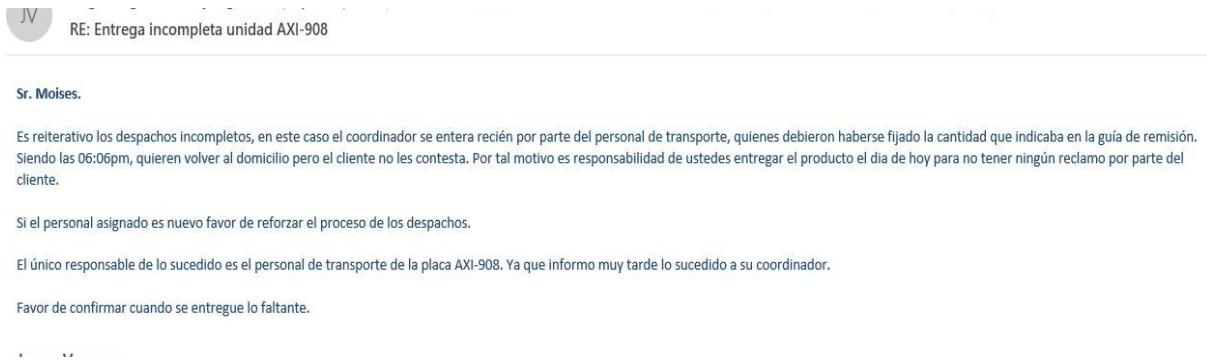 JV
RE: Entrega incompleta unidad AXI-908
Sr. Moises.
Es reiterativo los despachos incompletos, en este caso el coordinador se entera recién por parte del personal de transporte, quienes debieron haberse fijado la cantidad que indicaba en la guía de remisión.
Siendo las 06:06pm, quieren volver al domicilio pero el cliente no les contesta. Por tal motivo es responsabilidad de ustedes entregar el producto el dia de hoy para no tener ningún reclamo por parte del
cliente.
Si el personal asignado es nuevo favor de reforzar el proceso de los despachos.
El único responsable de lo sucedido es el personal de transporte de la placa AXI-908. Ya que informo muy tarde lo sucedido a su coordinador.
Favor de confirmar cuando se entregue lo faltante.